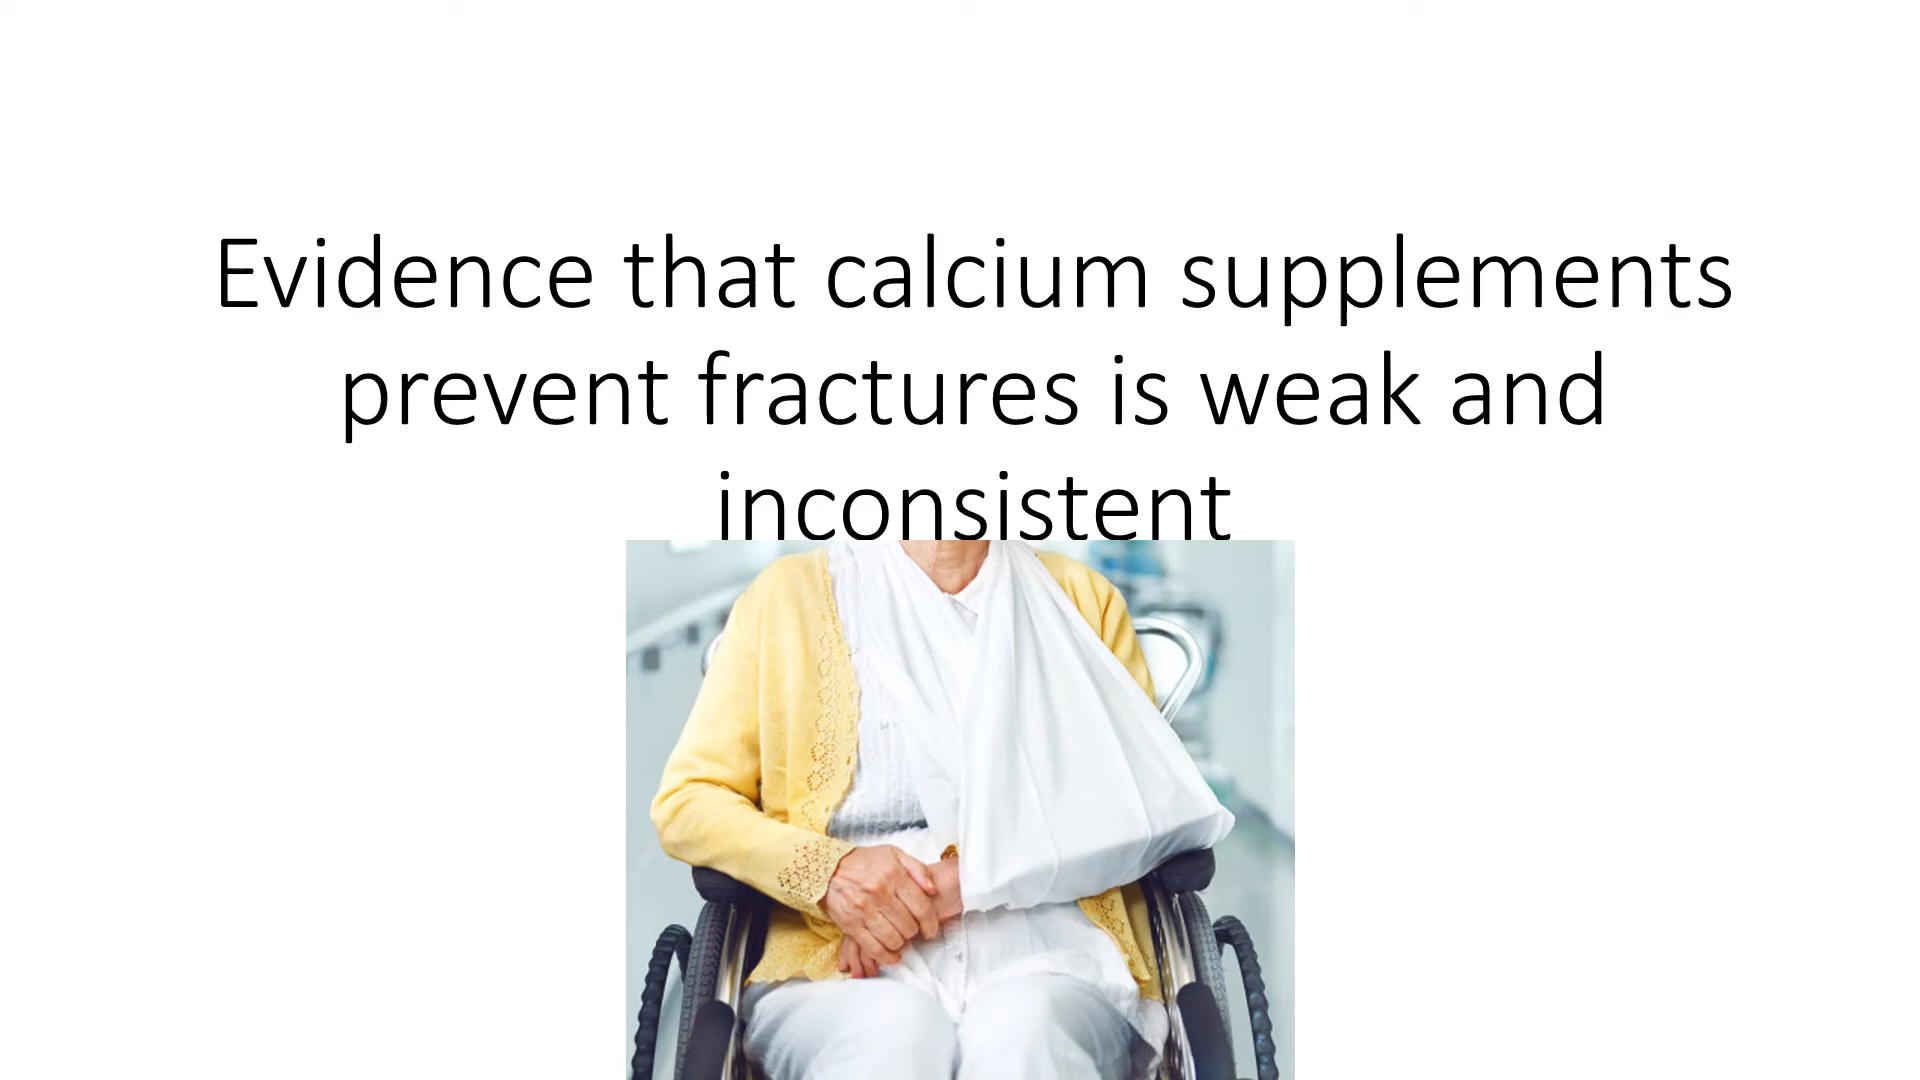 Evidence that calcium supplements
prevent fractures is weak and
inconsistent